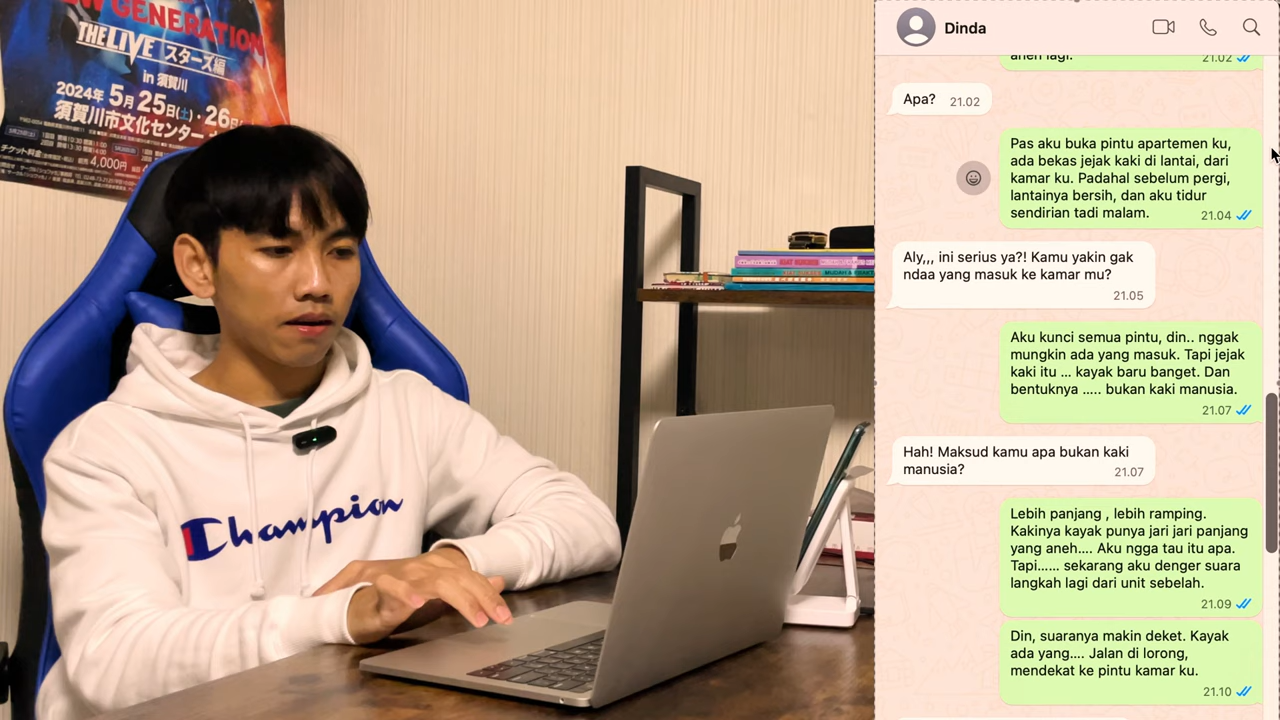 NEW GENERATION
THE LIVE スターズ編
in 須賀川
2024年 5月 25日(土)・26日
須賀川市文化センター
チケット料金
4,000円
Champion
Dinda
aneh lagi.
21.02
Apa?
21.02
Pas aku buka pintu apartemen ku,
ada bekas jejak kaki di lantai, dari
kamar ku. Padahal sebelum pergi,
lantainya bersih, dan aku tidur
sendirian tadi malam.
21.04
Aly,,, ini serius ya?! Kamu yakin gak
ndaa yang masuk ke kamar mu?
21.05
Aku kunci semua pintu, din.. nggak
mungkin ada yang masuk. Tapi jejak
kaki itu ... kayak baru banget. Dan
bentuknya ..... bukan kaki manusia.
21.07
Hah! Maksud kamu apa bukan kaki
manusia?
21.07
Lebih panjang , lebih ramping.
Kakinya kayak punya jari jari panjang
yang aneh.... Aku ngga tau itu apa.
Tapi...... sekarang aku denger suara
langkah lagi dari unit sebelah.
21.09
Din, suaranya makin deket. Kayak
ada yang.... Jalan di lorong,
mendekat ke pintu kamar ku.
21.10